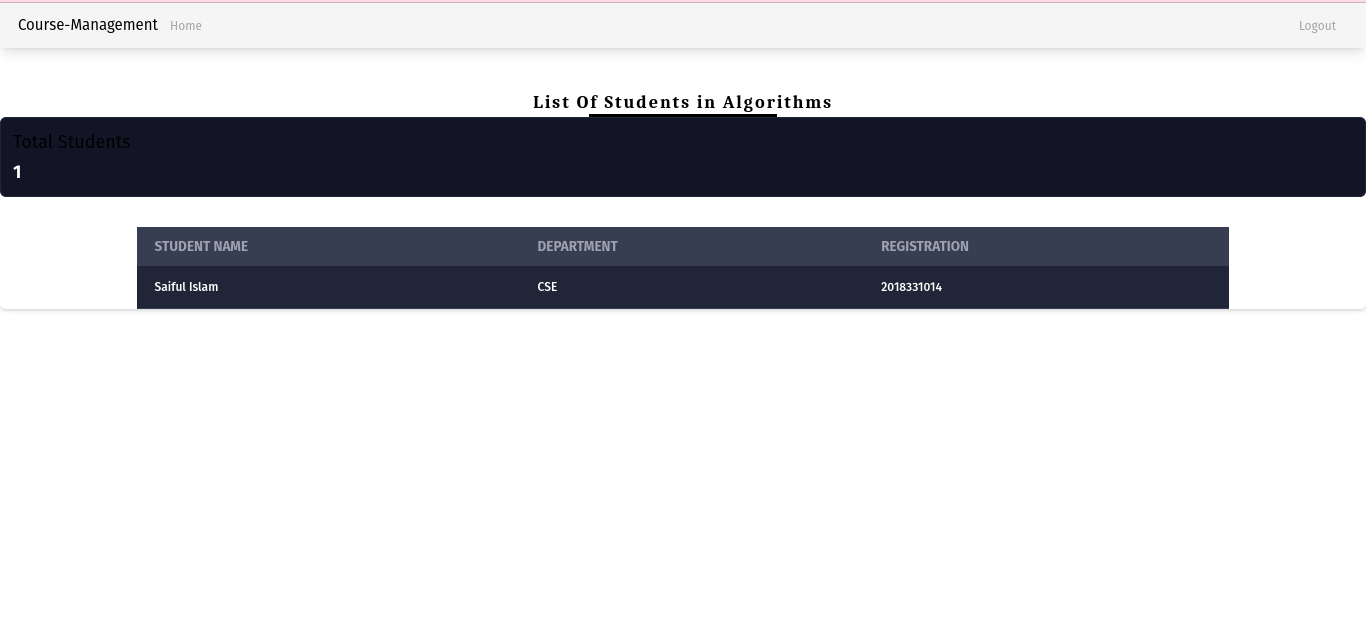 Course-Management Home Logout
List Of Students in Algorithms
Total Students
1
STUDENT NAME DEPARTMENT REGISTRATION
Saiful Islam CSE 2018331014